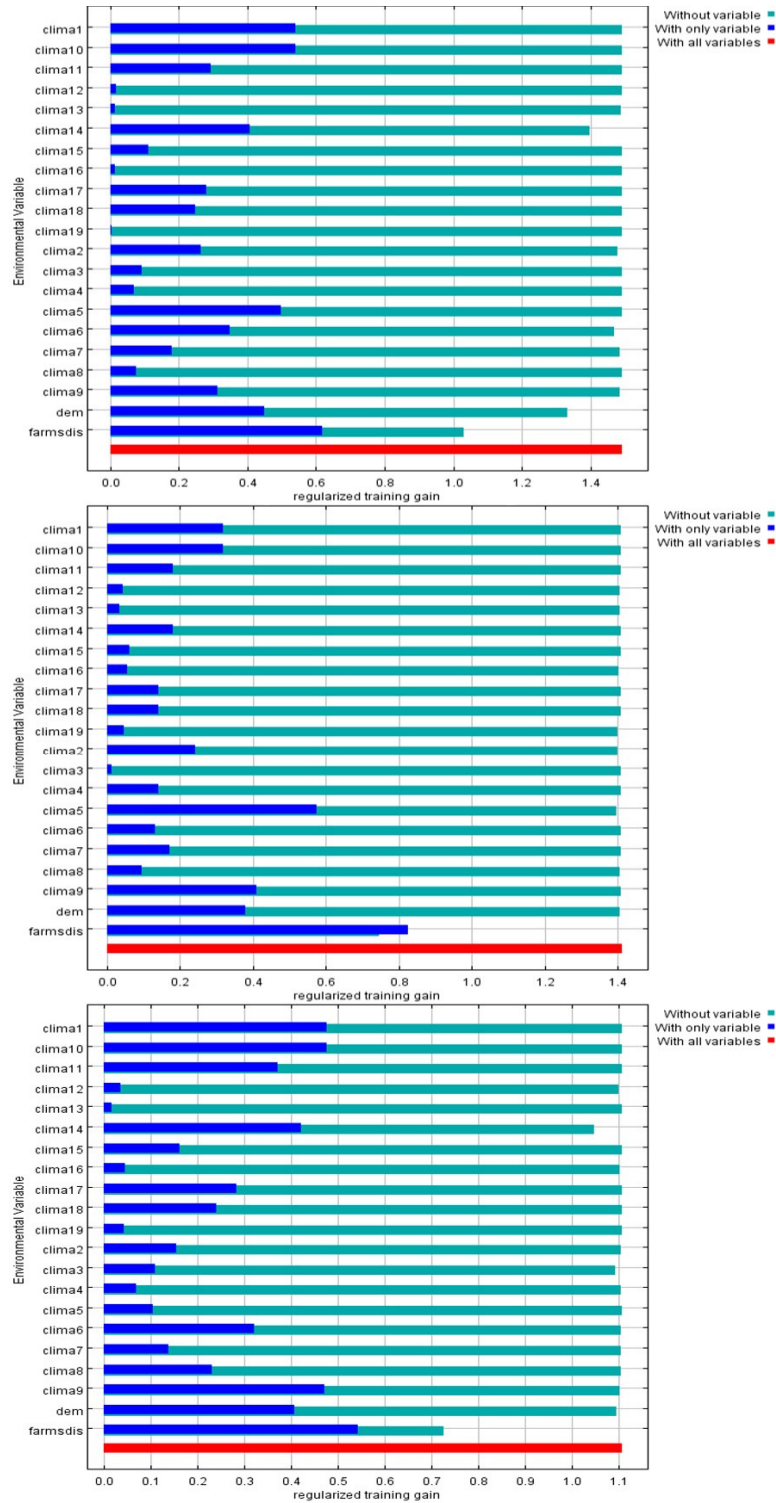 Without variable
With only variable
With all variables
Environmental Variable
clima1
clima10
clima11
clima12
clima13
clima14
clima15
clima16
clima17
clima18
clima19
clima2
clima3
clima4
clima5
clima6
clima7
clima8
clima9
dem
farmsdis
0.0 0.2 0.4 0.6 0.8 1.0 1.2 1.4
regularized training gain
Without variable
With only variable
With all variables
Environmental Variable
clima1
clima10
clima11
clima12
clima13
clima14
clima15
clima16
clima17
clima18
clima19
clima2
clima3
clima4
clima5
clima6
clima7
clima8
clima9
dem
farmsdis
0.0 0.2 0.4 0.6 0.8 1.0 1.2 1.4
regularized training gain
Without variable
With only variable
With all variables
Environmental Variable
clima1
clima10
clima11
clima12
clima13
clima14
clima15
clima16
clima17
clima18
clima19
clima2
clima3
clima4
clima5
clima6
clima7
clima8
clima9
dem
farmsdis
0.0 0.1 0.2 0.3 0.4 0.5 0.6 0.7 0.8 0.9 1.0 1.1
regularized training gain